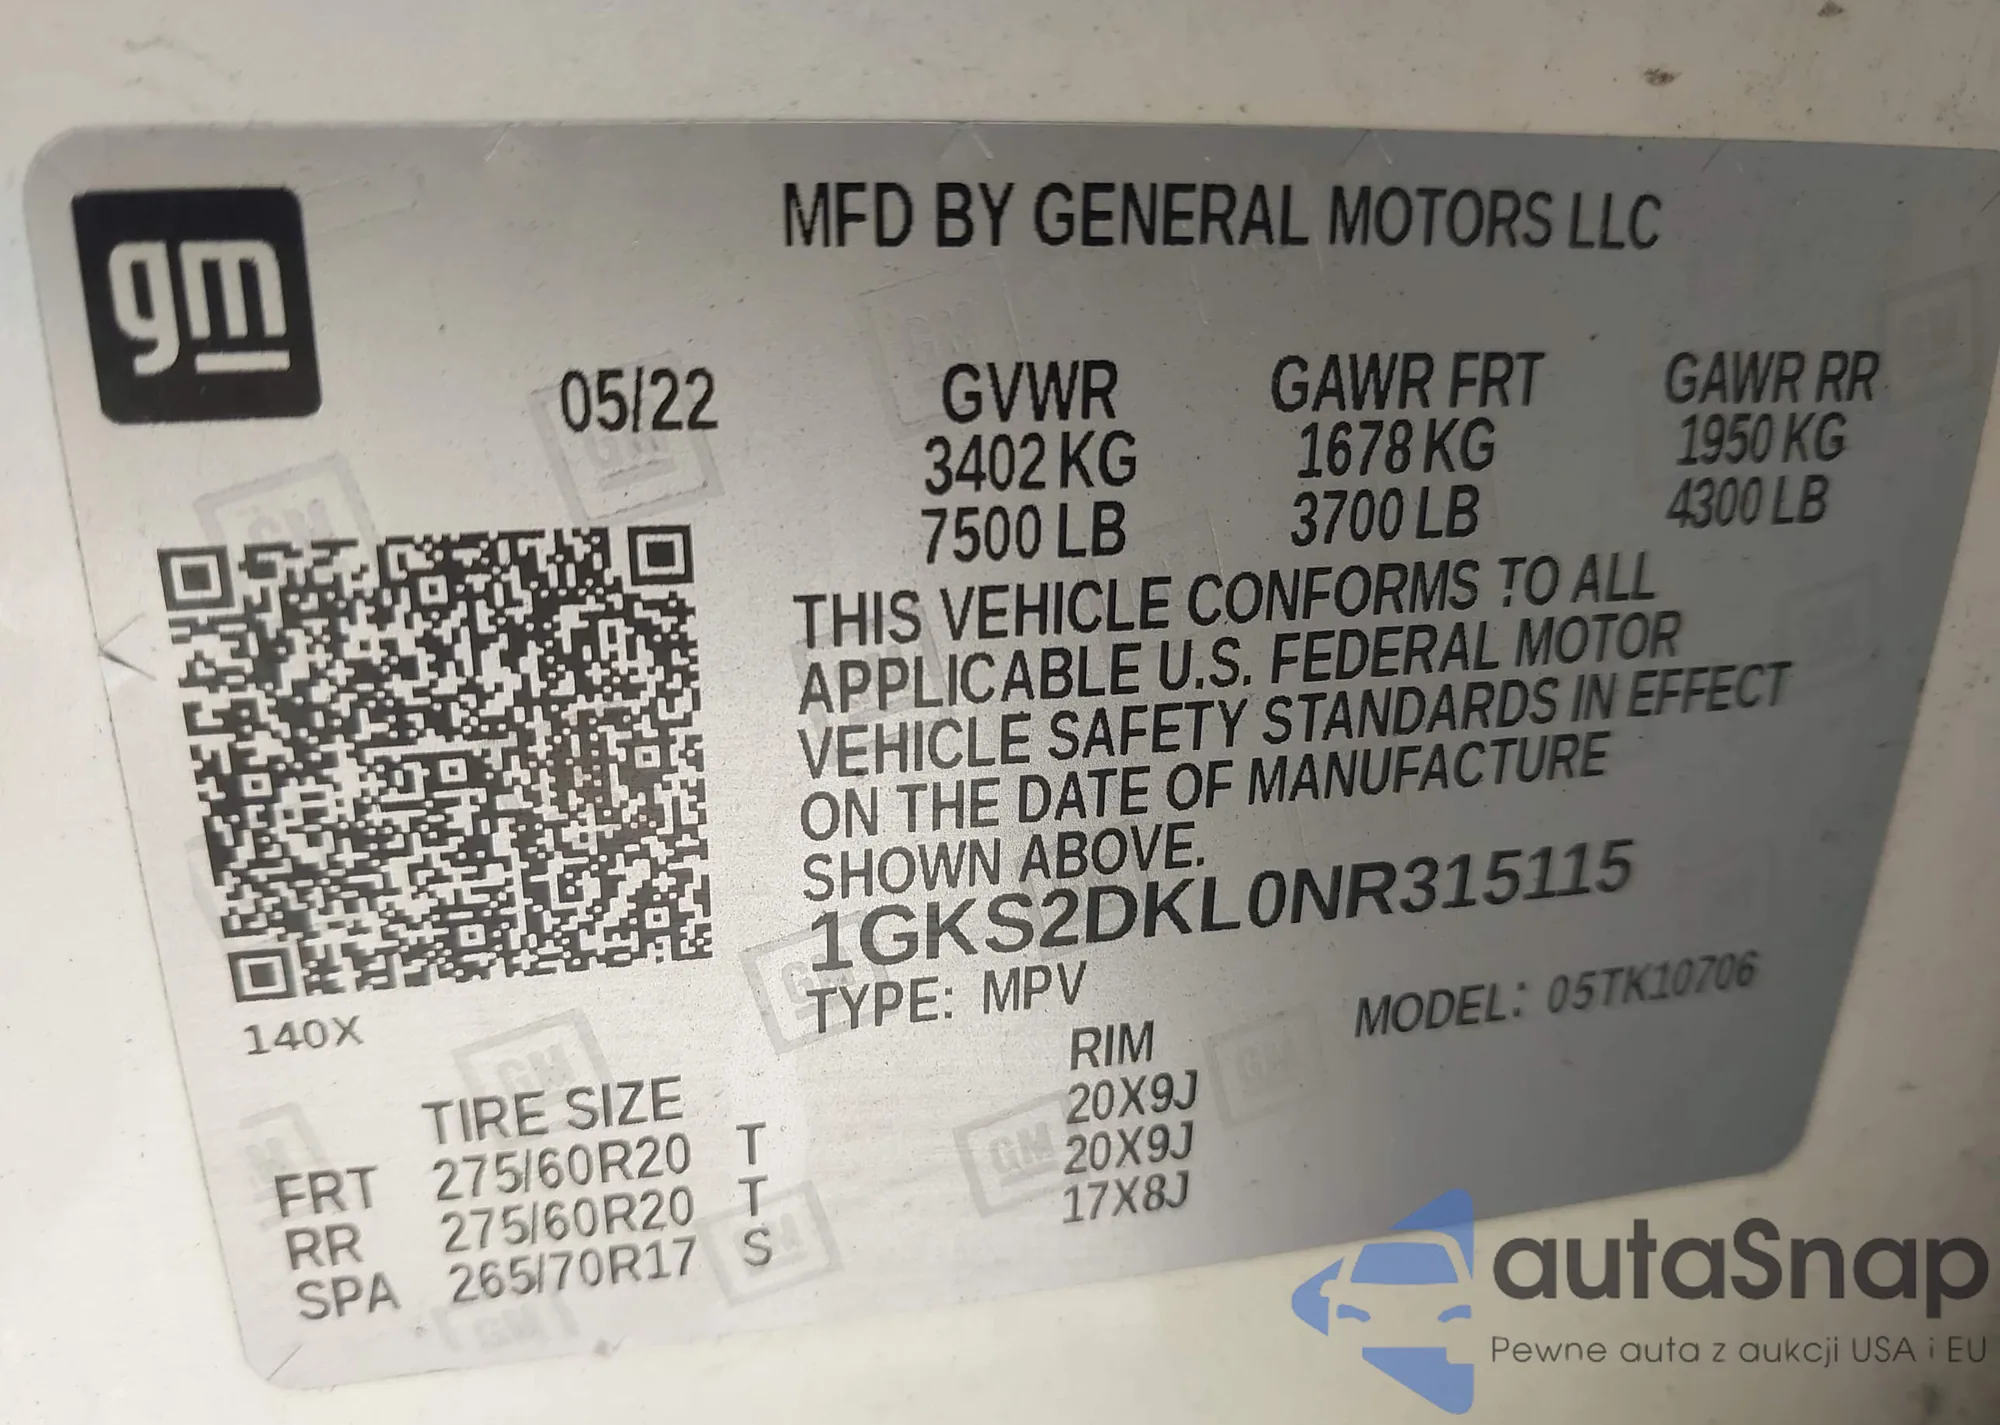 gm
MFD BY GENERAL MOTORS LLC
05/22 GVWR GAWR FRT GAWR RR
3402 KG 1678 KG 1950 KG
7500 LB 3700 LB 4300 LB
THIS VEHICLE CONFORMS TO ALL
APPLICABLE U.S. FEDERAL MOTOR
VEHICLE SAFETY STANDARDS IN EFFECT
ON THE DATE OF MANUFACTURE
SHOWN ABOVE.
1GKS2DKL0NR315115
TYPE: MPV MODEL: 05TK10706
140X
TIRE SIZE RIM
FRT 275/60R20 T 20X9J
RR 275/60R20 T 20X9J
SPA 265/70R17 S 17X8J
autaSnap
Pewne auta z aukcji USA i EU